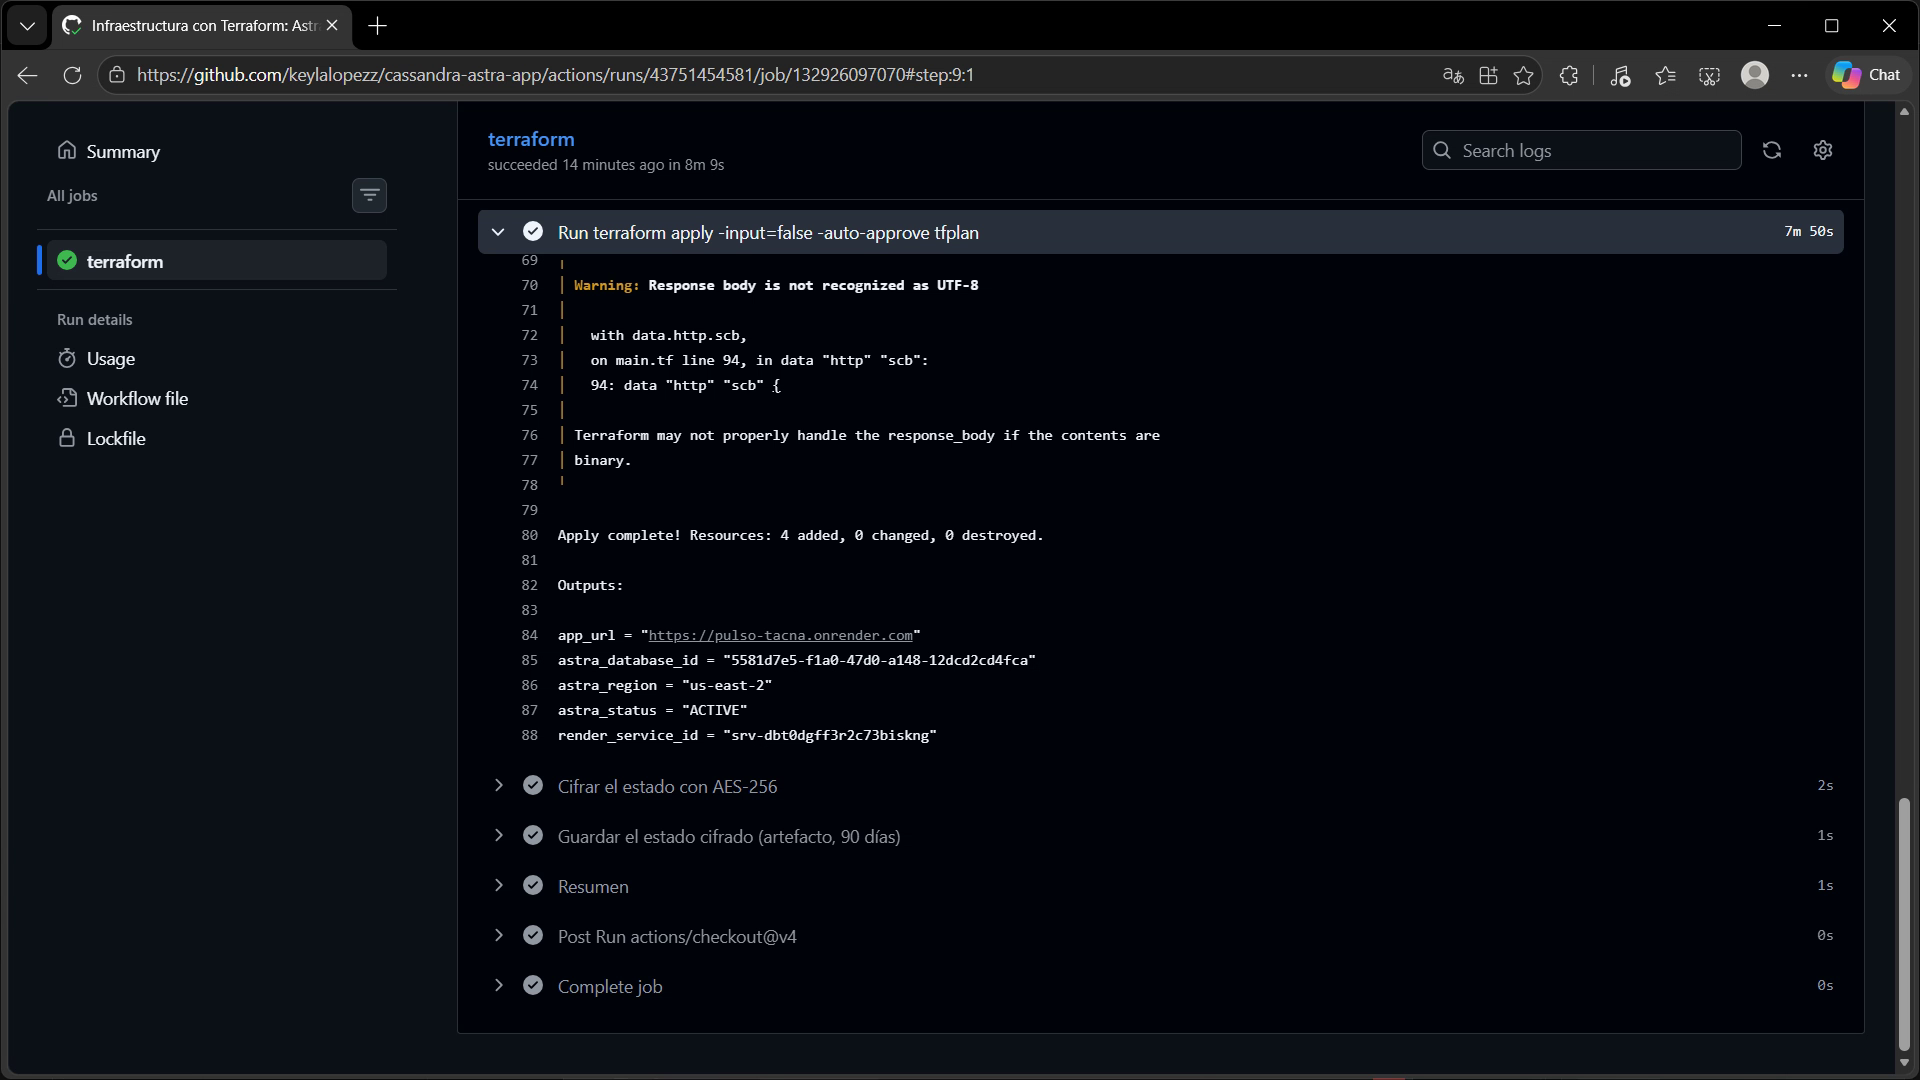 Infraestructura con Terraform: Astr
https://github.com/keylalopezz/cassandra-astra-app/actions/runs/43751454581/job/132926097070#step:9:1
Chat
Summary
All jobs
terraform
Run details
Usage
Workflow file
Lockfile
terraform
succeeded 14 minutes ago in 8m 9s
Search logs
Run terraform apply -input=false -auto-approve tfplan
7m 50s
69
70 Warning: Response body is not recognized as UTF-8
71
72 with data.http.scb,
73 on main.tf line 94, in data "http" "scb":
74 94: data "http" "scb" {
75
76 Terraform may not properly handle the response_body if the contents are
77 binary.
78
79
80 Apply complete! Resources: 4 added, 0 changed, 0 destroyed.
81
82 Outputs:
83
84 app_url = "https://pulso-tacna.onrender.com"
85 astra_database_id = "5581d7e5-f1a0-47d0-a148-12dcd2cd4fca"
86 astra_region = "us-east-2"
87 astra_status = "ACTIVE"
88 render_service_id = "srv-dbt0dgff3r2c73biskng"
Cifrar el estado con AES-256 2s
Guardar el estado cifrado (artefacto, 90 días) 1s
Resumen 1s
Post Run actions/checkout@v4 0s
Complete job 0s